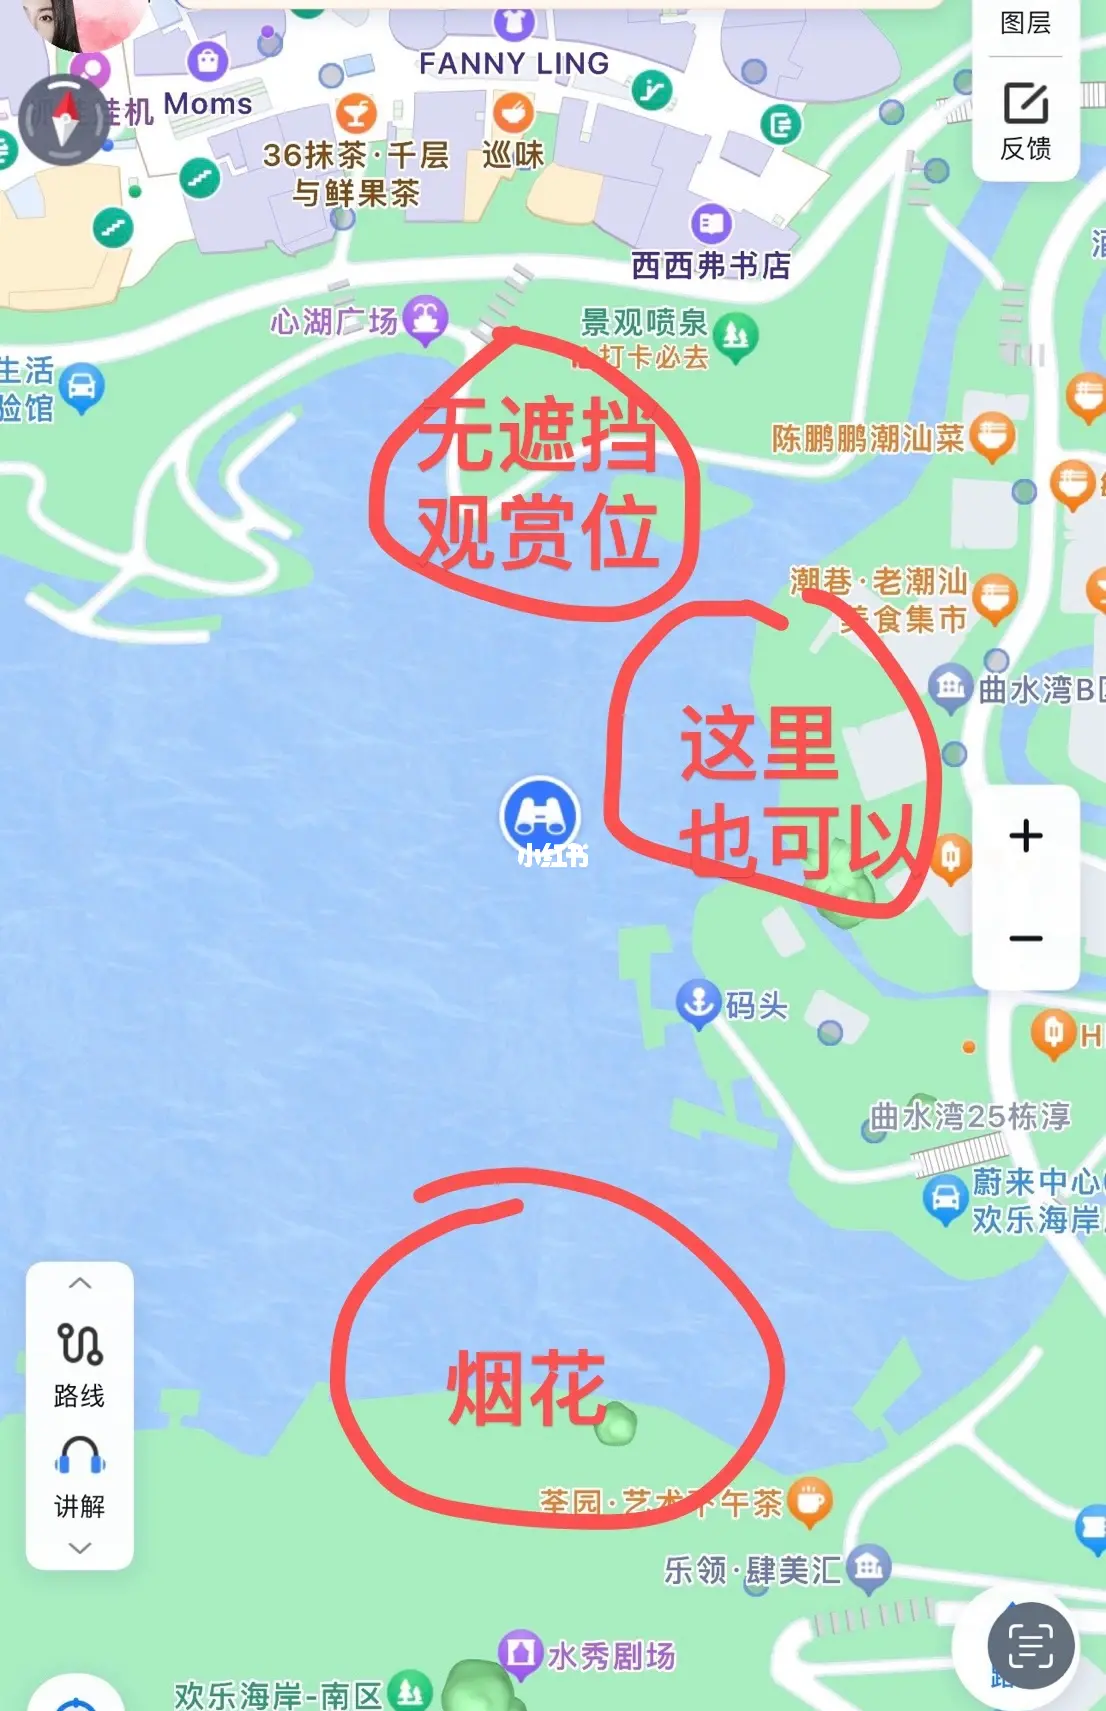 图层
FANNY LING
Moms
挂机
反馈
36抹茶·千层
与鲜果茶
巡味
西西弗书店
心湖广场
景观喷泉
打卡必去
生活
验馆
无遮挡
观赏位
陈鹏鹏潮汕菜
潮巷·老潮汕
美食集市
曲水湾B
这里
也可以
小红书
码头
H
曲水湾25栋淳
蔚来中心
欢乐海岸
路线
讲解
烟花
荃园·艺术下午茶
乐领·肆美汇
水秀剧场
欢乐海岸-南区